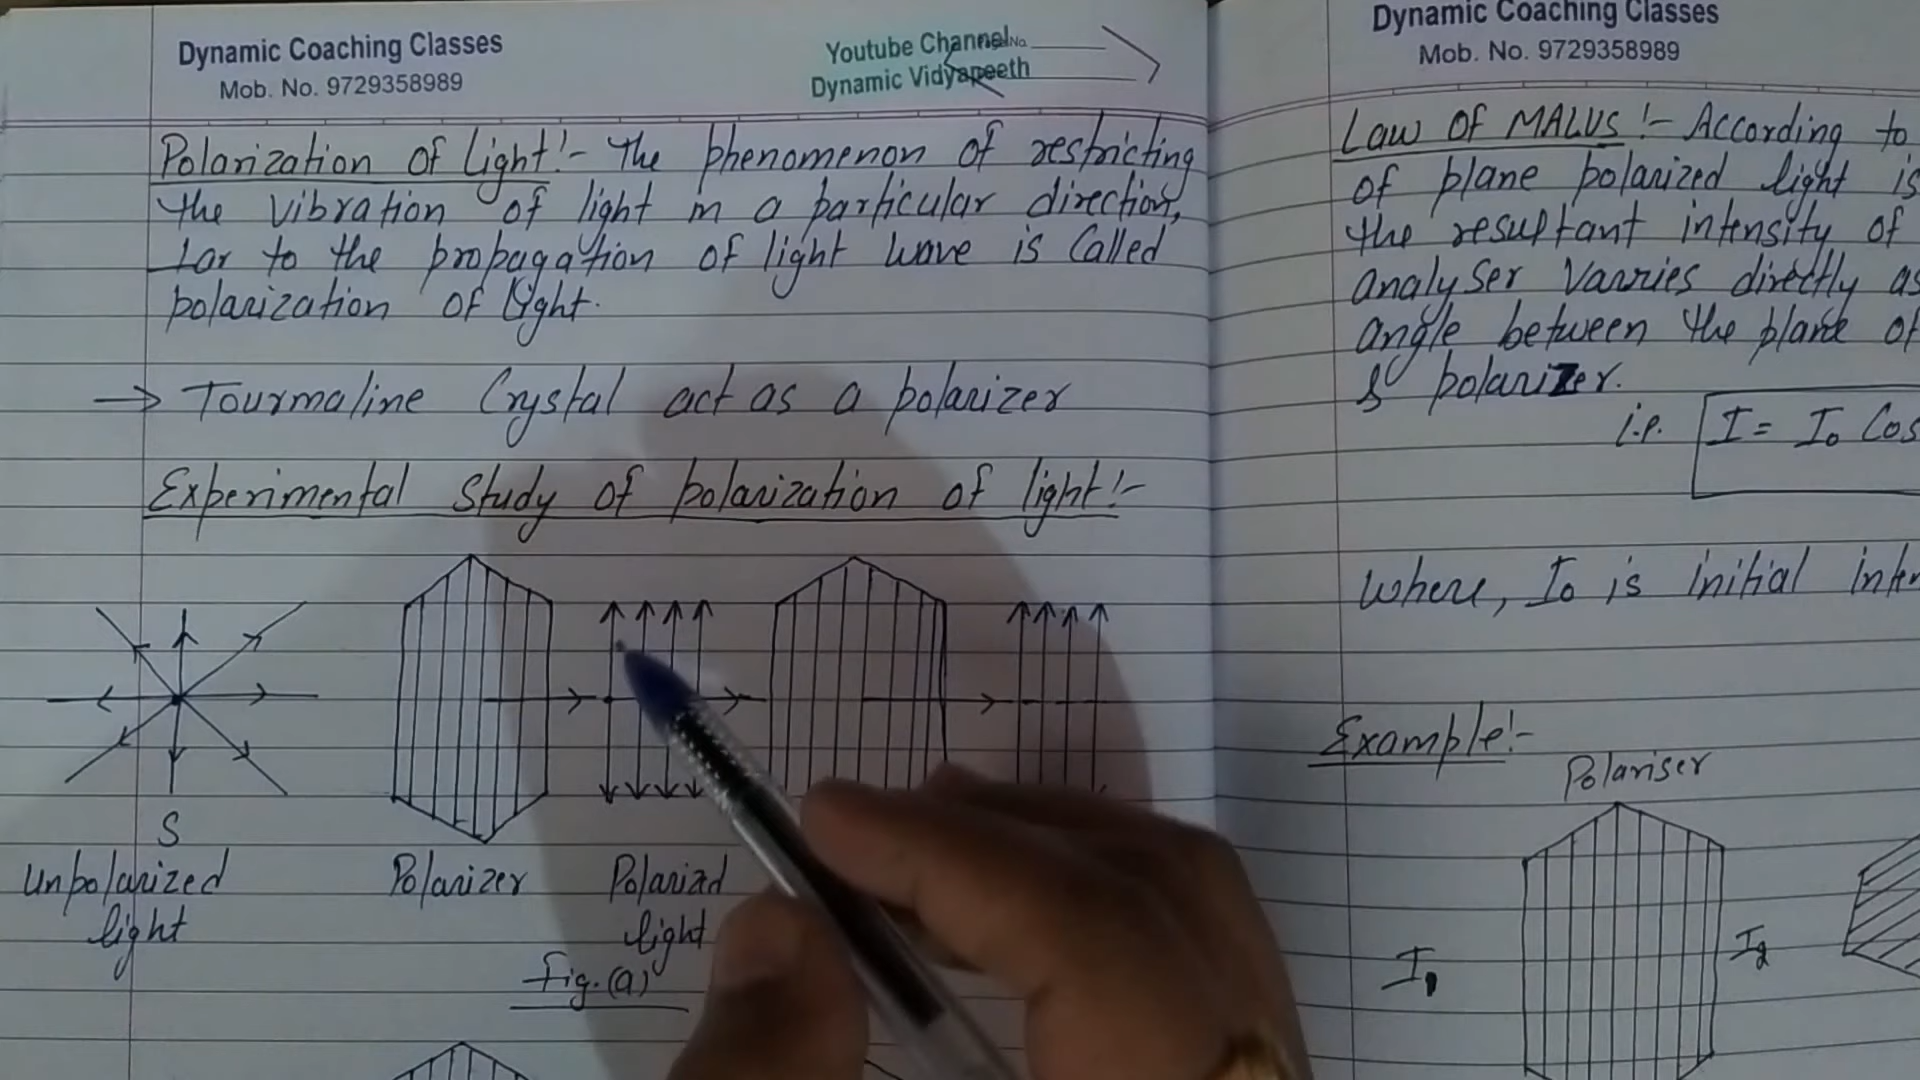 Dynamic Coaching Classes
Mob. No. 9729358989
Youtube Channel No.
Dynamic Vidyapeeth
Polarization of Light :- The phenomenon of restricting
the vibration of light in a particular direction,
⊥ar to the propagation of light wave is Called
polarization of light.
→ Tourmaline Crystal act as a polarizer
Experimental Study of polarization of light :-
S
Unpolarized
light
Polarizer
Polarized
light
fig.(a)
Dynamic Coaching Classes
Mob. No. 9729358989
Law of MALUS :- According to
of plane polarized light is
the resultant intensity of
analyser varries directly as
angle between the plane of
& polarizer.
i.e. I = I₀ Cos
Where, I₀ is initial
Example :-
Polariser
I₁
I₂